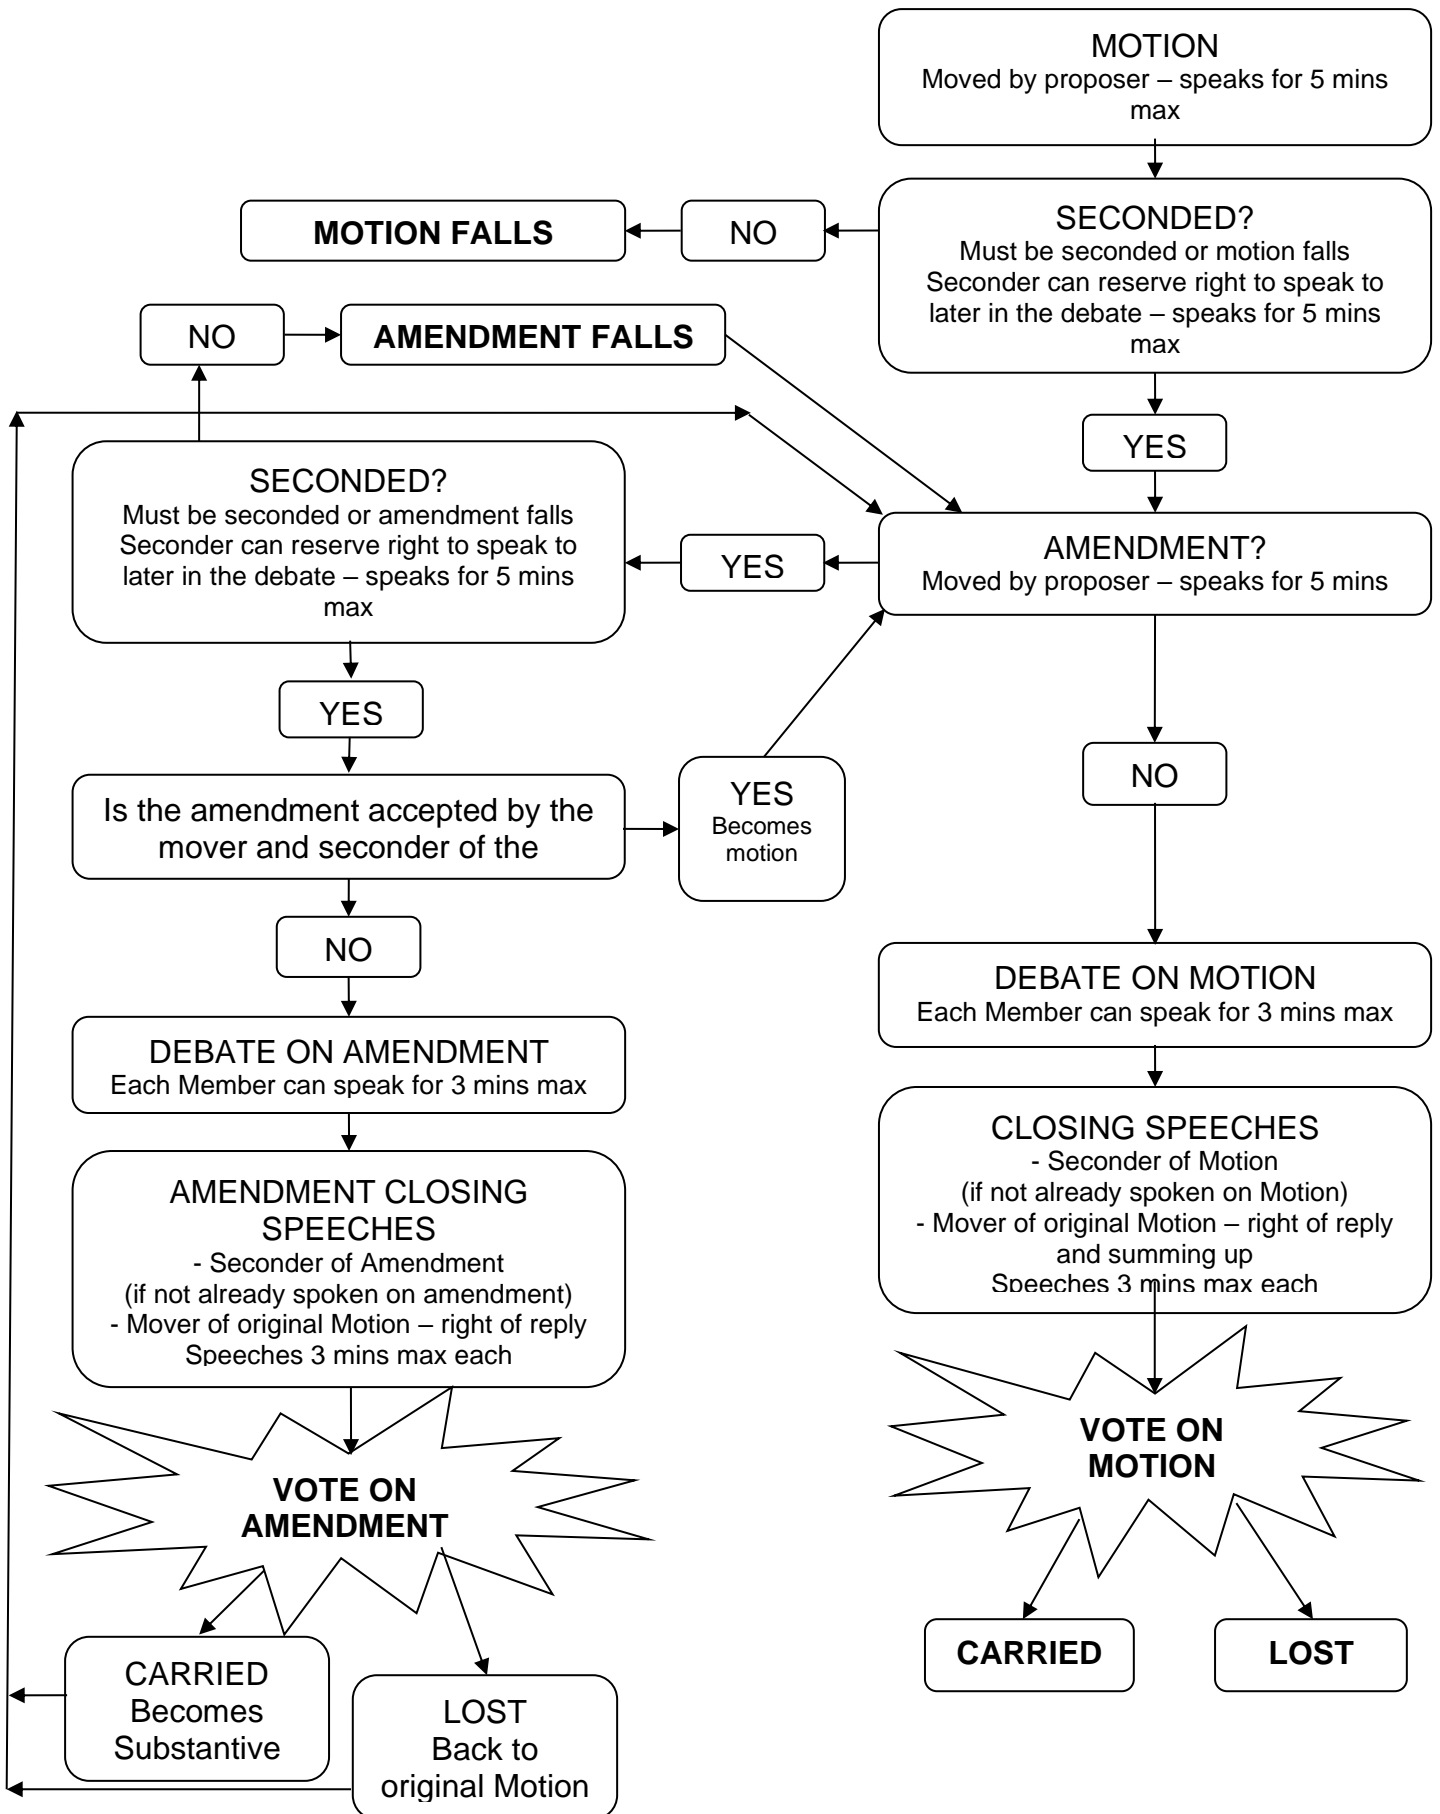 MOTION
Moved by proposer – speaks for 5 mins
max
SECONDED?
Must be seconded or motion falls
Seconder can reserve right to speak to
later in the debate – speaks for 5 mins
max
NO
MOTION FALLS
YES
AMENDMENT?
Moved by proposer – speaks for 5 mins
NO
AMENDMENT FALLS
YES
SECONDED?
Must be seconded or amendment falls
Seconder can reserve right to speak to
later in the debate – speaks for 5 mins
max
YES
Is the amendment accepted by the
mover and seconder of the
YES
Becomes
motion
NO
NO
DEBATE ON AMENDMENT
Each Member can speak for 3 mins max
AMENDMENT CLOSING
SPEECHES
- Seconder of Amendment
(if not already spoken on amendment)
- Mover of original Motion – right of reply
Speeches 3 mins max each
VOTE ON
AMENDMENT
CARRIED
Becomes
Substantive
LOST
Back to
original Motion
DEBATE ON MOTION
Each Member can speak for 3 mins max
CLOSING SPEECHES
- Seconder of Motion
(if not already spoken on Motion)
- Mover of original Motion – right of reply
and summing up
Speeches 3 mins max each
VOTE ON
MOTION
CARRIED
LOST